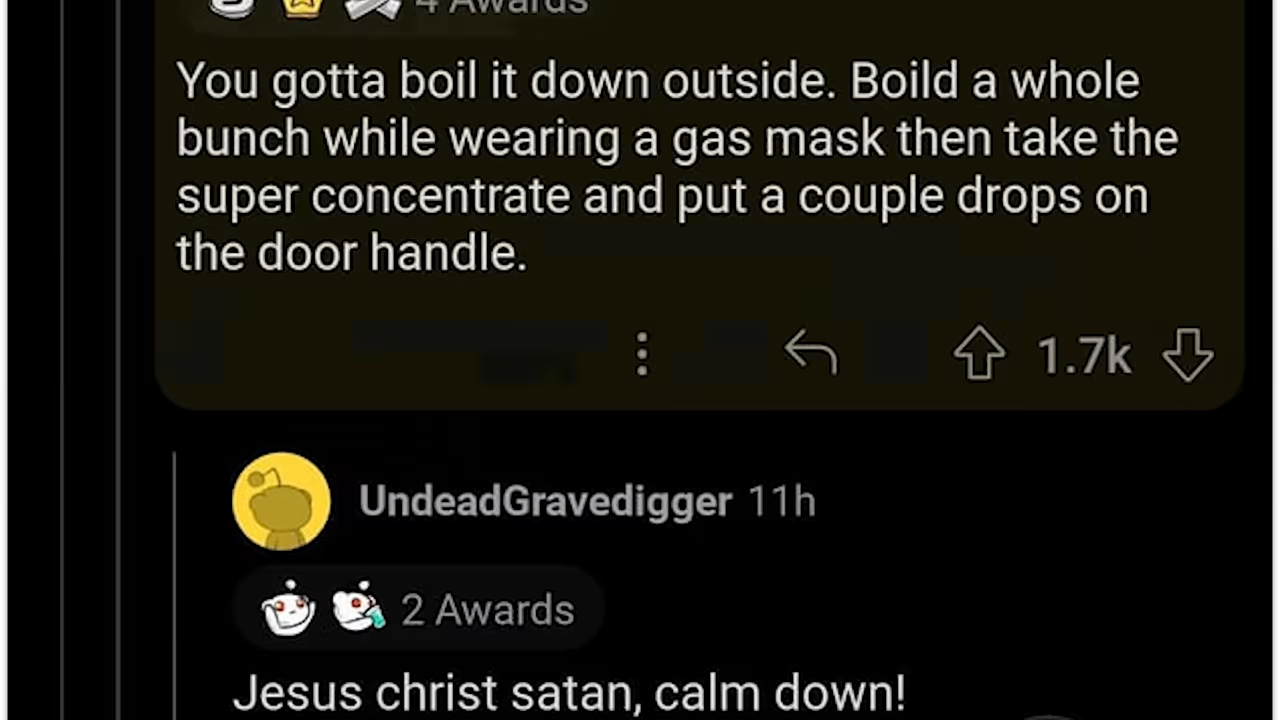 4 Awards
You gotta boil it down outside. Boild a whole
bunch while wearing a gas mask then take the
super concentrate and put a couple drops on
the door handle.
1.7k
UndeadGravedigger 11h
2 Awards
Jesus christ satan, calm down!